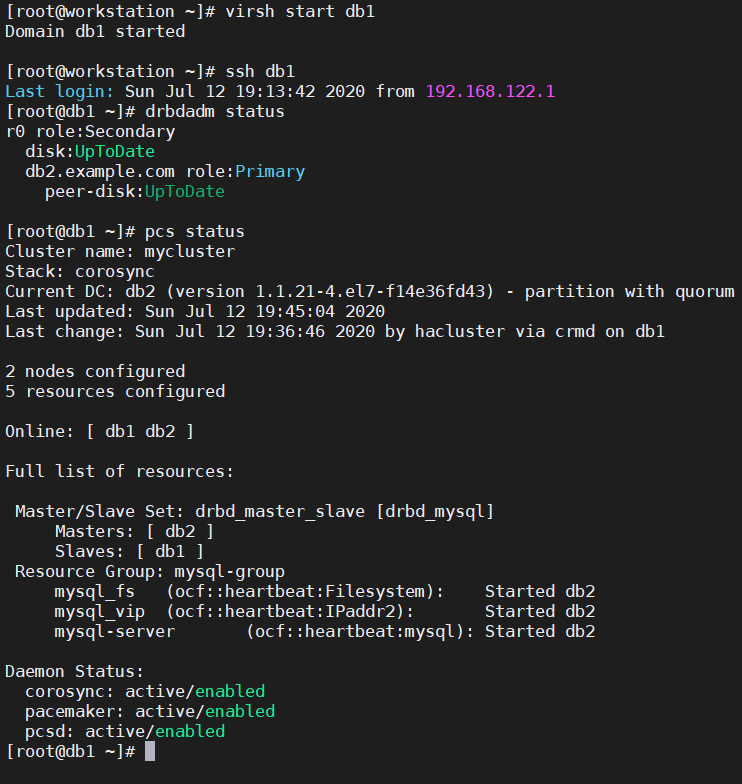 [root@workstation ~]# virsh start db1
Domain db1 started
[root@workstation ~]# ssh db1
Last login: Sun Jul 12 19:13:42 2020 from 192.168.122.1
[root@db1 ~]# drbdadm status
r0 role:Secondary
  disk:UpToDate
  db2.example.com role:Primary
    peer-disk:UpToDate
[root@db1 ~]# pcs status
Cluster name: mycluster
Stack: corosync
Current DC: db2 (version 1.1.21-4.el7-f14e36fd43) - partition with quorum
Last updated: Sun Jul 12 19:45:04 2020
Last change: Sun Jul 12 19:36:46 2020 by hacluster via crmd on db1
2 nodes configured
5 resources configured
Online: [ db1 db2 ]
Full list of resources:
 Master/Slave Set: drbd_master_slave [drbd_mysql]
     Masters: [ db2 ]
     Slaves: [ db1 ]
 Resource Group: mysql-group
     mysql_fs   (ocf::heartbeat:Filesystem):    Started db2
     mysql_vip  (ocf::heartbeat:IPaddr2):       Started db2
     mysql-server       (ocf::heartbeat:mysql): Started db2
Daemon Status:
  corosync: active/enabled
  pacemaker: active/enabled
  pcsd: active/enabled
[root@db1 ~]#